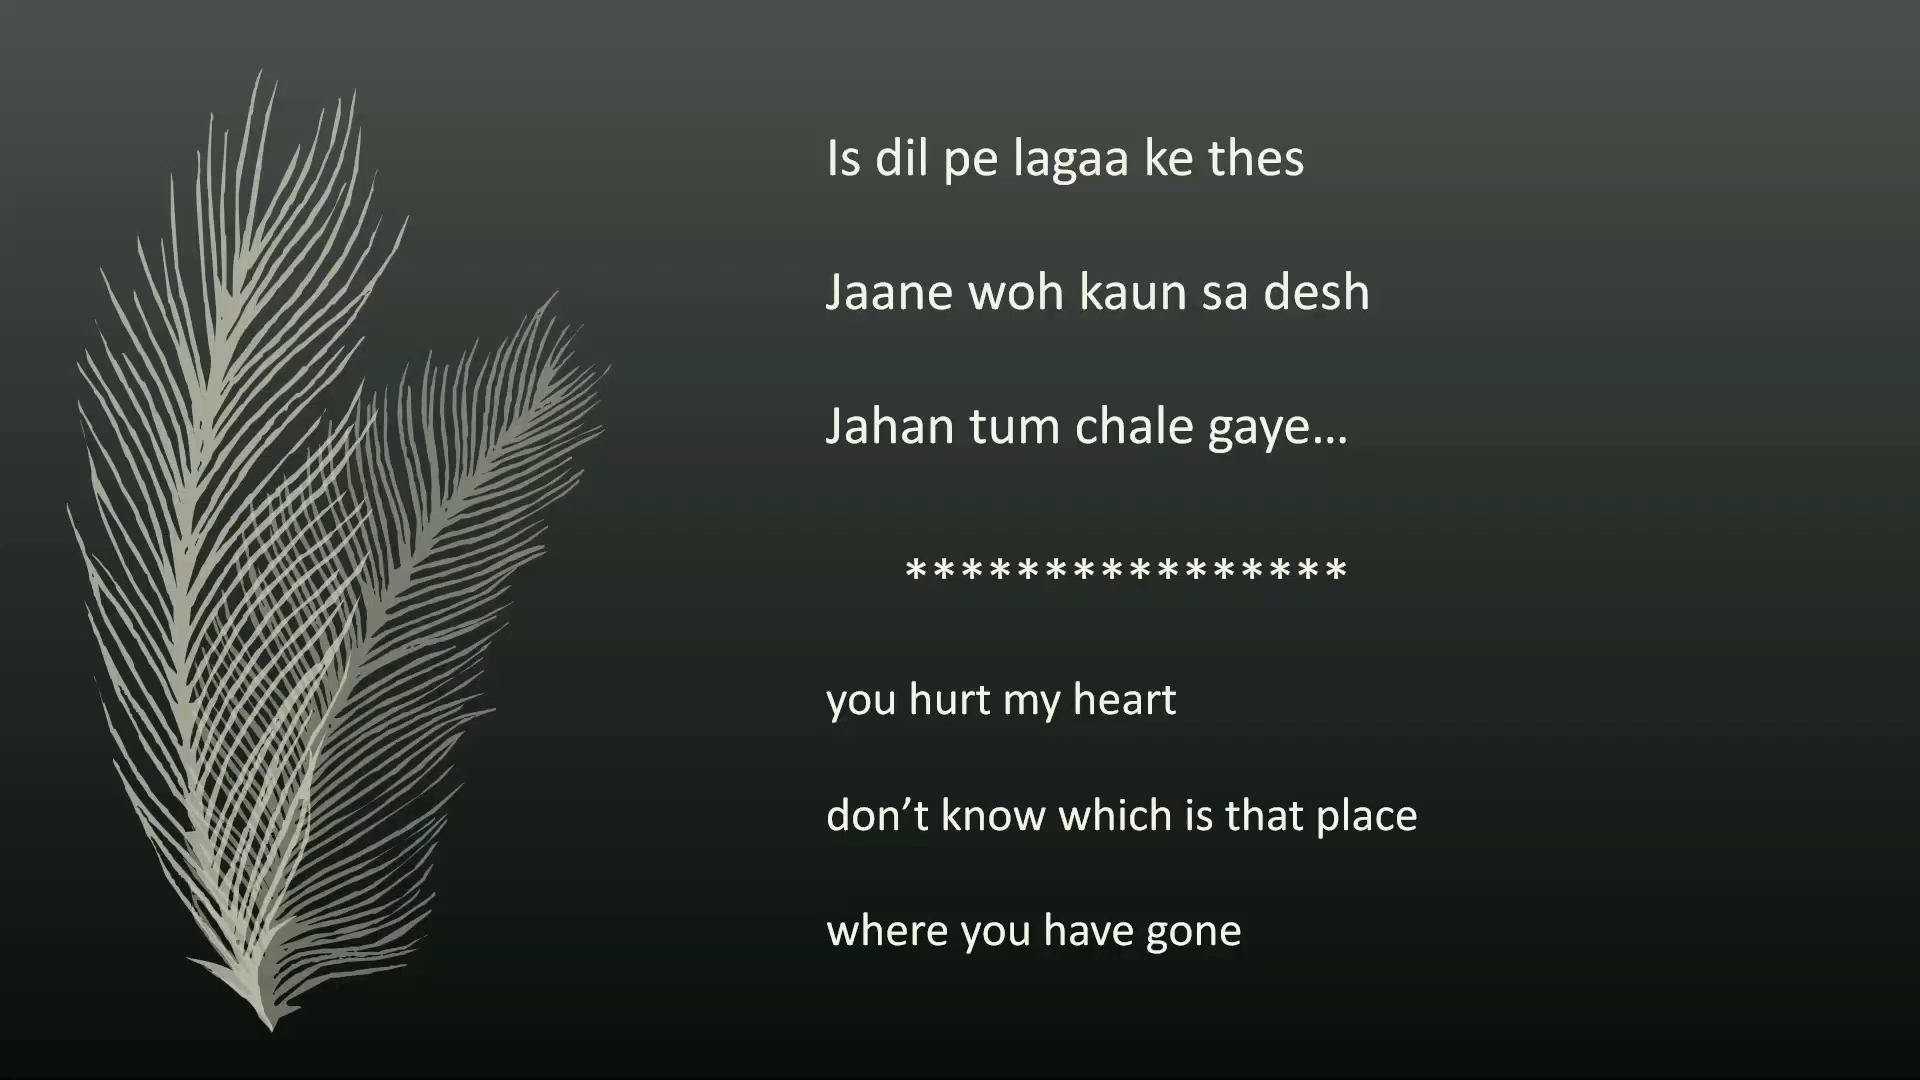 Is dil pe lagaa ke thes
Jaane woh kaun sa desh
Jahan tum chale gaye...
****************
you hurt my heart
don’t know which is that place
where you have gone